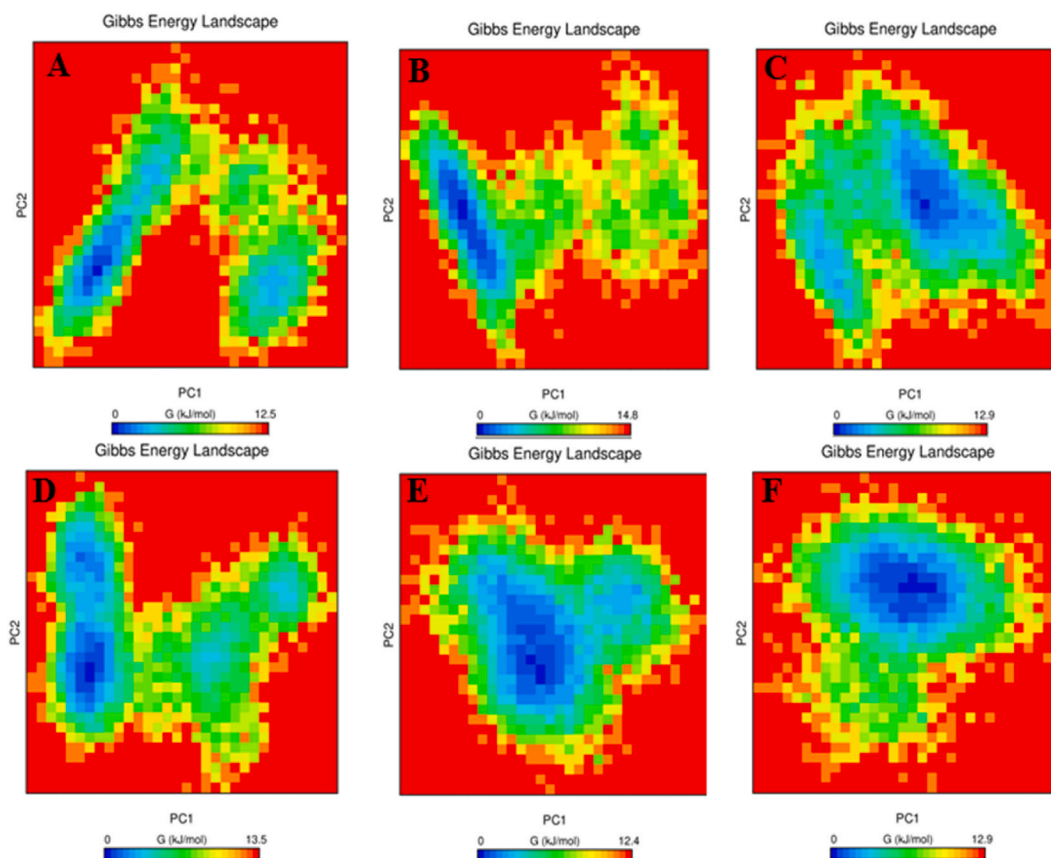 Gibbs Energy Landscape
A
PC2
PC1
0 G (kJ/mol) 12.5
Gibbs Energy Landscape
B
PC2
PC1
0 G (kJ/mol) 14.8
Gibbs Energy Landscape
C
PC2
PC1
0 G (kJ/mol) 12.9
Gibbs Energy Landscape
D
PC2
PC1
0 G (kJ/mol) 13.5
Gibbs Energy Landscape
E
PC2
PC1
0 G (kJ/mol) 12.4
Gibbs Energy Landscape
F
PC2
PC1
0 G (kJ/mol) 12.9